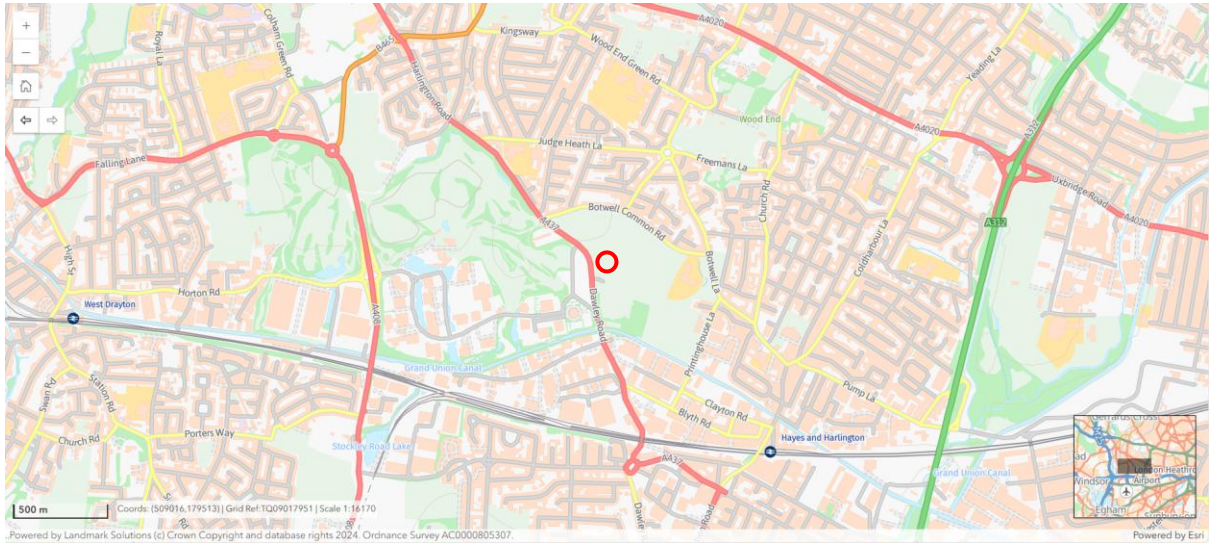 Kingsway
A4020
Royal La
Colham Green Rd
B465
Harlington Road
Wood End Green Rd
Yeading La
A312
Wood End
A4020
Judge Heath La
Falling Lane
Freemans La
Church Rd
Uxbridge Road
A4020
Botwell Common Rd
A312
A437
Coldharbour La
High St
Botwell La
Horton Rd
West Drayton
A408
Dawley Road
Printinghouse La
Grand Union Canal
Swan Rd
Station Rd
Pump La
Clayton Rd
Blyth Rd
Church Rd
Porters Way
Stockley Road Lake
Hayes and Harlington
A437
Grand Union Canal
Gerrards Cross
London Heathro
Airport
Windsor
Egham
500 m
Coords: (509016,179513) | Grid Ref:TQ09017951 | Scale 1:16170
Powered by Landmark Solutions (c) Crown Copyright and database rights 2024. Ordnance Survey AC0000805307.
Powered by Esri